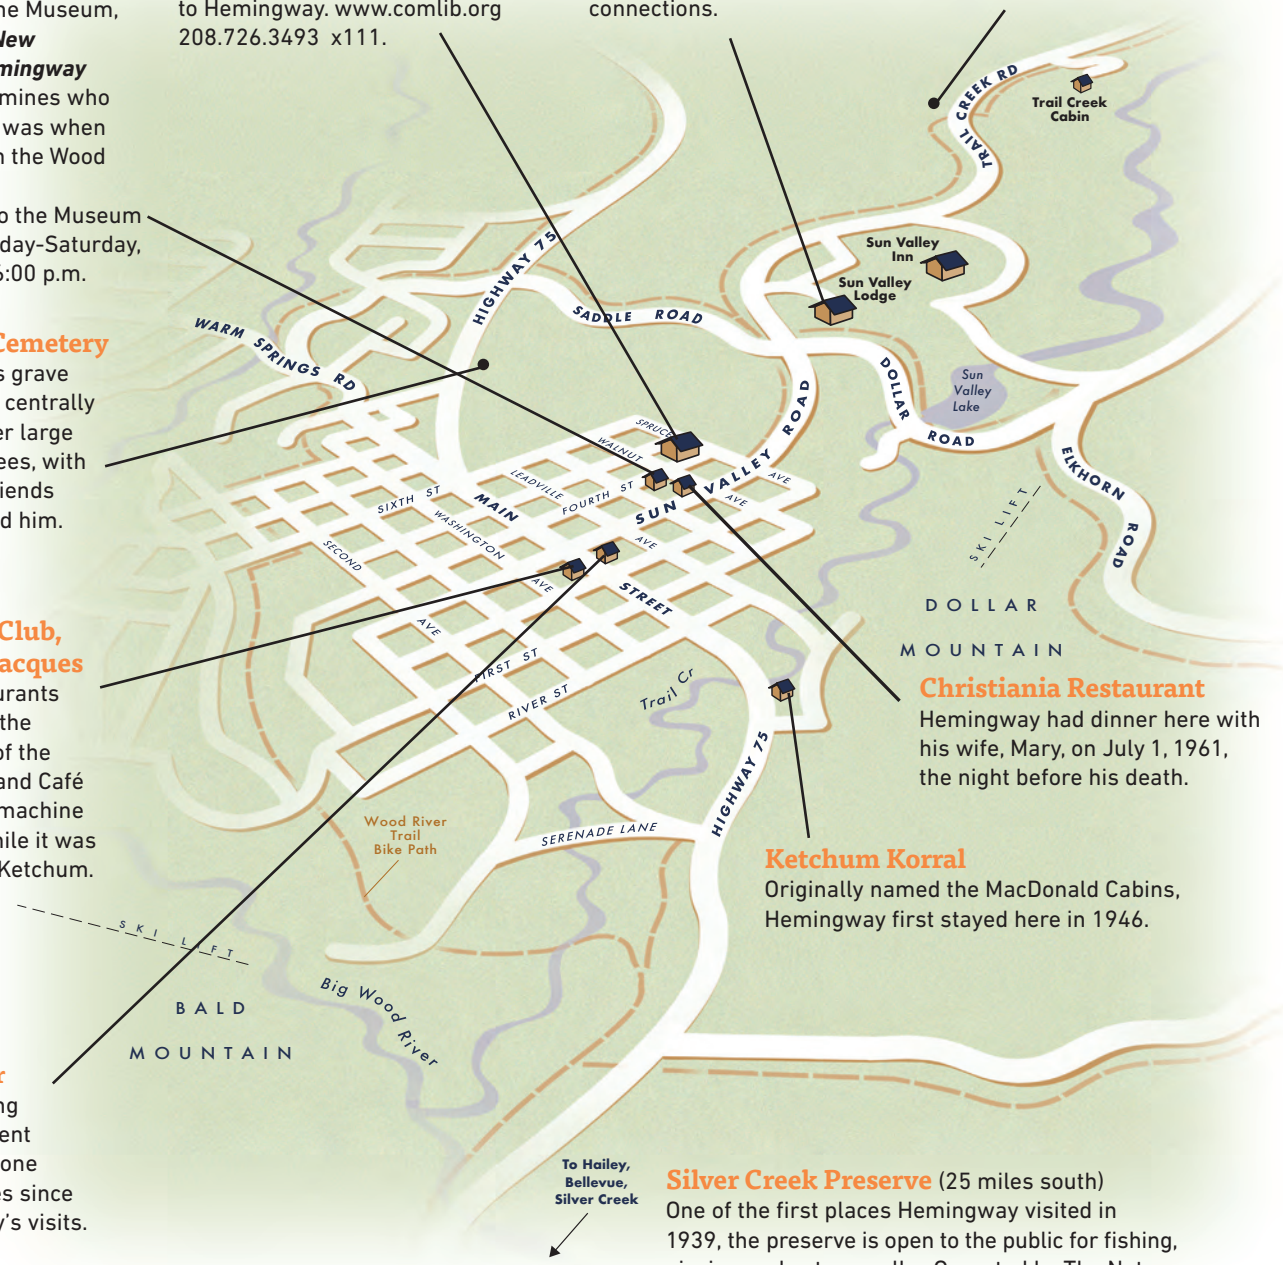 he Museum,
mingway
mines who
was when
n the Wood
o the Museum
day-Saturday,
6:00 p.m.
to Hemingway. www.comlib.org
208.726.3493 x111.
connections.
TRAIL CREEK RD
Trail Creek
Cabin
Sun Valley
Inn
Sun Valley
Lodge
HIGHWAY 75
SADDLE ROAD
WARM SPRINGS RD
DOLLAR ROAD
Sun
Valley
Lake
ELKHORN ROAD
SUN VALLEY ROAD
SPRUCE
AVE
WALNUT
AVE
LEADVILLE
AVE
FOURTH ST
SIXTH ST
MAIN STREET
WASHINGTON
AVE
SECOND
AVE
FIRST ST
RIVER ST
SKI LIFT
DOLLAR
MOUNTAIN
Trail Cr
HIGHWAY 75
SERENADE LANE
Wood River
Trail
Bike Path
SKI LIFT
BALD
MOUNTAIN
Big Wood River
Cemetery
s grave
centrally
er large
ees, with
iends
d him.
Club,
acques
urants
the
of the
and Café
machine
hile it was
Ketchum.
r
ng
ent
one
es since
y's visits.
Christiania Restaurant
Hemingway had dinner here with
his wife, Mary, on July 1, 1961,
the night before his death.
Ketchum Korral
Originally named the MacDonald Cabins,
Hemingway first stayed here in 1946.
To Hailey,
Bellevue,
Silver Creek
Silver Creek Preserve (25 miles south)
One of the first places Hemingway visited in
1939, the preserve is open to the public for fishing,